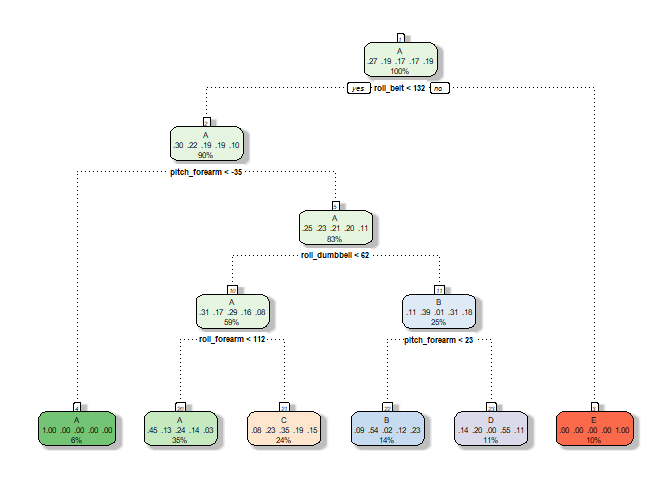 1
A
.27 .19 .17 .17 .19
100%
yes roll_belt < 132 no
2
A
.30 .22 .19 .19 .10
90%
pitch_forearm < -35
5
A
.25 .23 .21 .20 .11
83%
roll_dumbbell < 62
10
A
.31 .17 .29 .16 .08
59%
11
B
.11 .39 .01 .31 .18
25%
roll_forearm < 112
pitch_forearm < 23
4
A
1.00 .00 .00 .00 .00
6%
20
A
.45 .13 .24 .14 .03
35%
21
C
.08 .23 .35 .19 .15
24%
22
B
.09 .54 .02 .12 .23
14%
23
D
.14 .20 .00 .55 .11
11%
3
E
.00 .00 .00 .00 1.00
10%